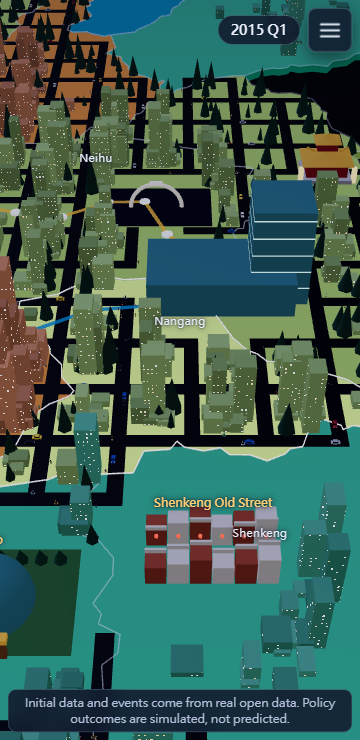 2015 Q1
Neihu
Nangang
Shenkeng Old Street
Shenkeng
Initial data and events come from real open data. Policy
outcomes are simulated, not predicted.